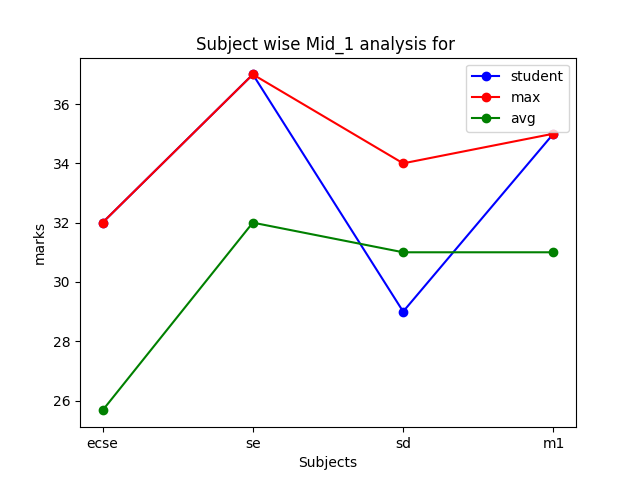 Subject wise Mid_1 analysis for
student
max
avg
36
34
32
30
28
26
marks
ecse se sd m1
Subjects